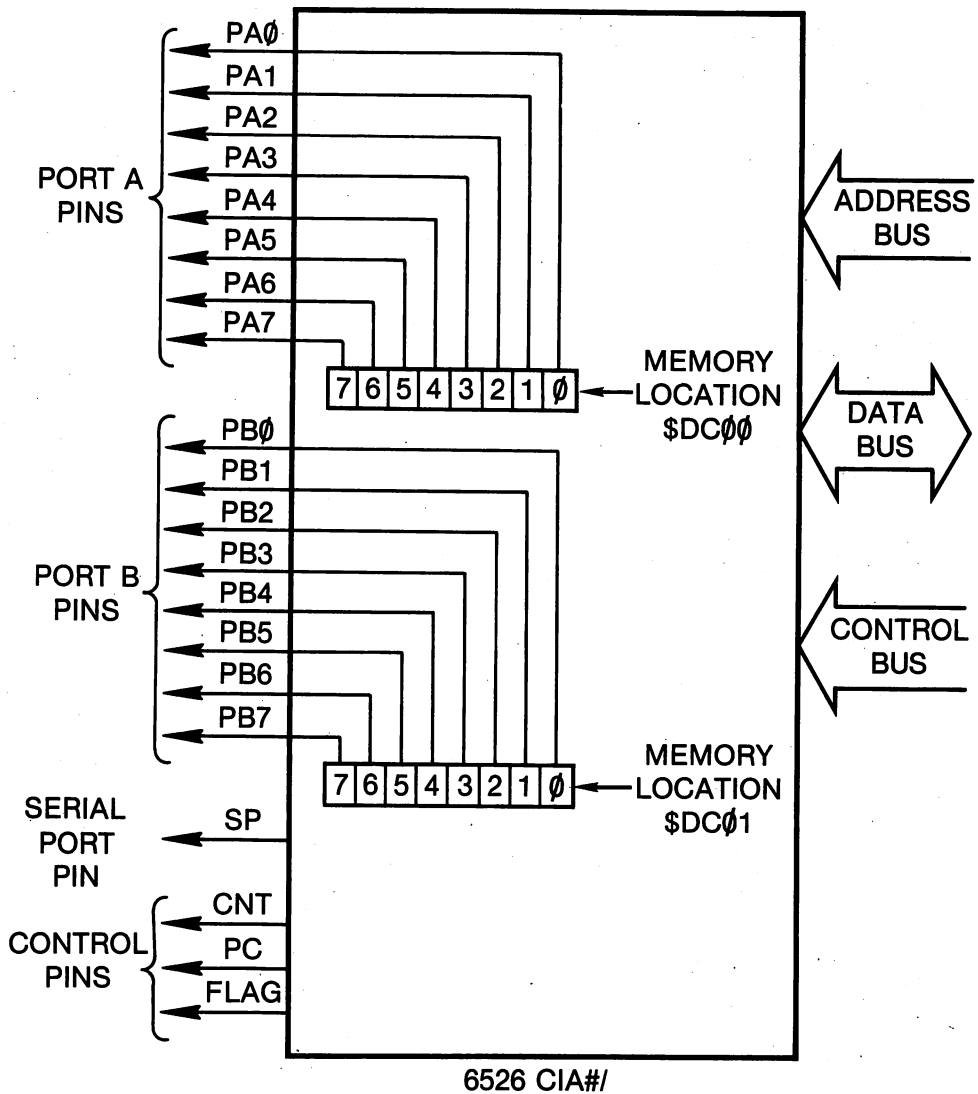 PAØ
PA1
PA2
PA3
PA4
PA5
PA6
PA7
PORT A
PINS
7 6 5 4 3 2 1 Ø
MEMORY
LOCATION
$DCØØ
PBØ
PB1
PB2
PB3
PB4
PB5
PB6
PB7
PORT B
PINS
7 6 5 4 3 2 1 Ø
MEMORY
LOCATION
$DCØ1
SERIAL
PORT
PIN
SP
CNT
PC
FLAG
CONTROL
PINS
ADDRESS
BUS
DATA
BUS
CONTROL
BUS
6526 CIA#/